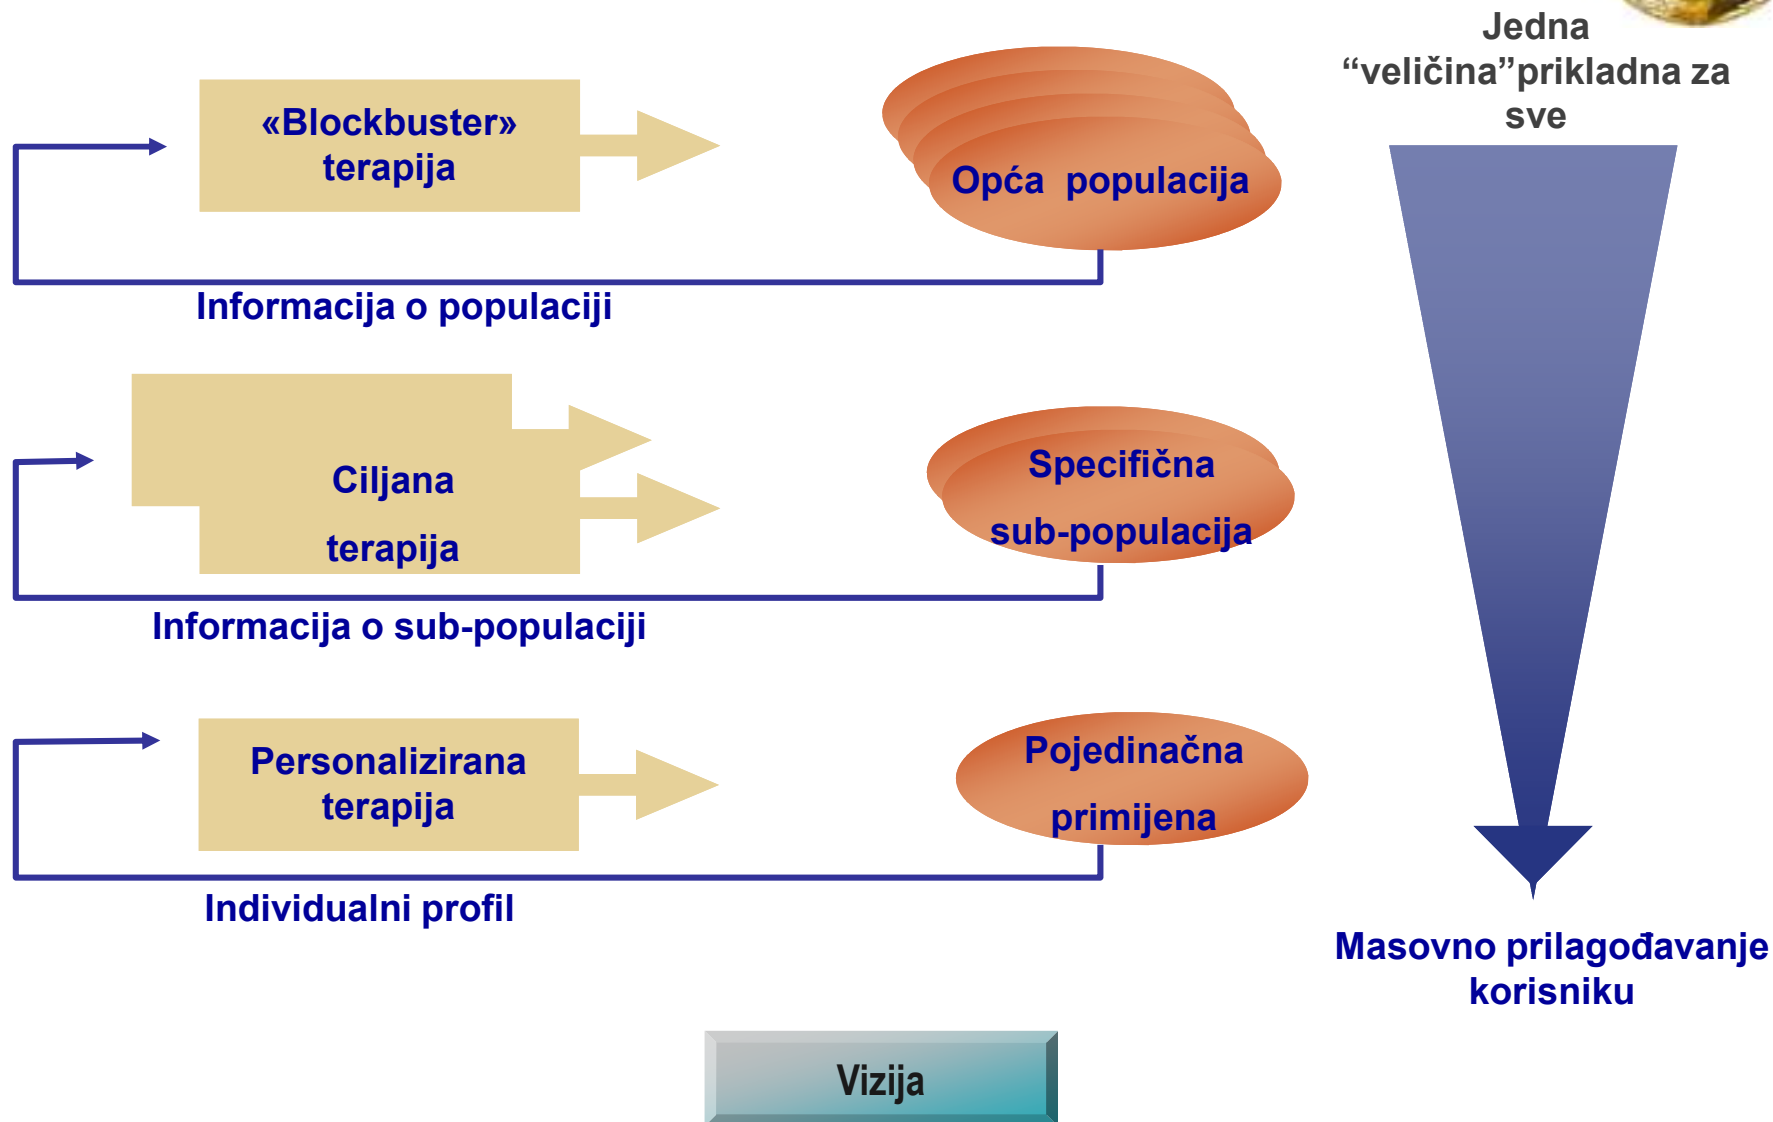 Jedna
“veličina”prikladna za
sve
«Blockbuster»
terapija
Opća populacija
Informacija o populaciji
Ciljana
terapija
Specifična
sub-populacija
Informacija o sub-populaciji
Personalizirana
terapija
Pojedinačna
primijena
Individualni profil
Masovno prilagođavanje
korisniku
Vizija